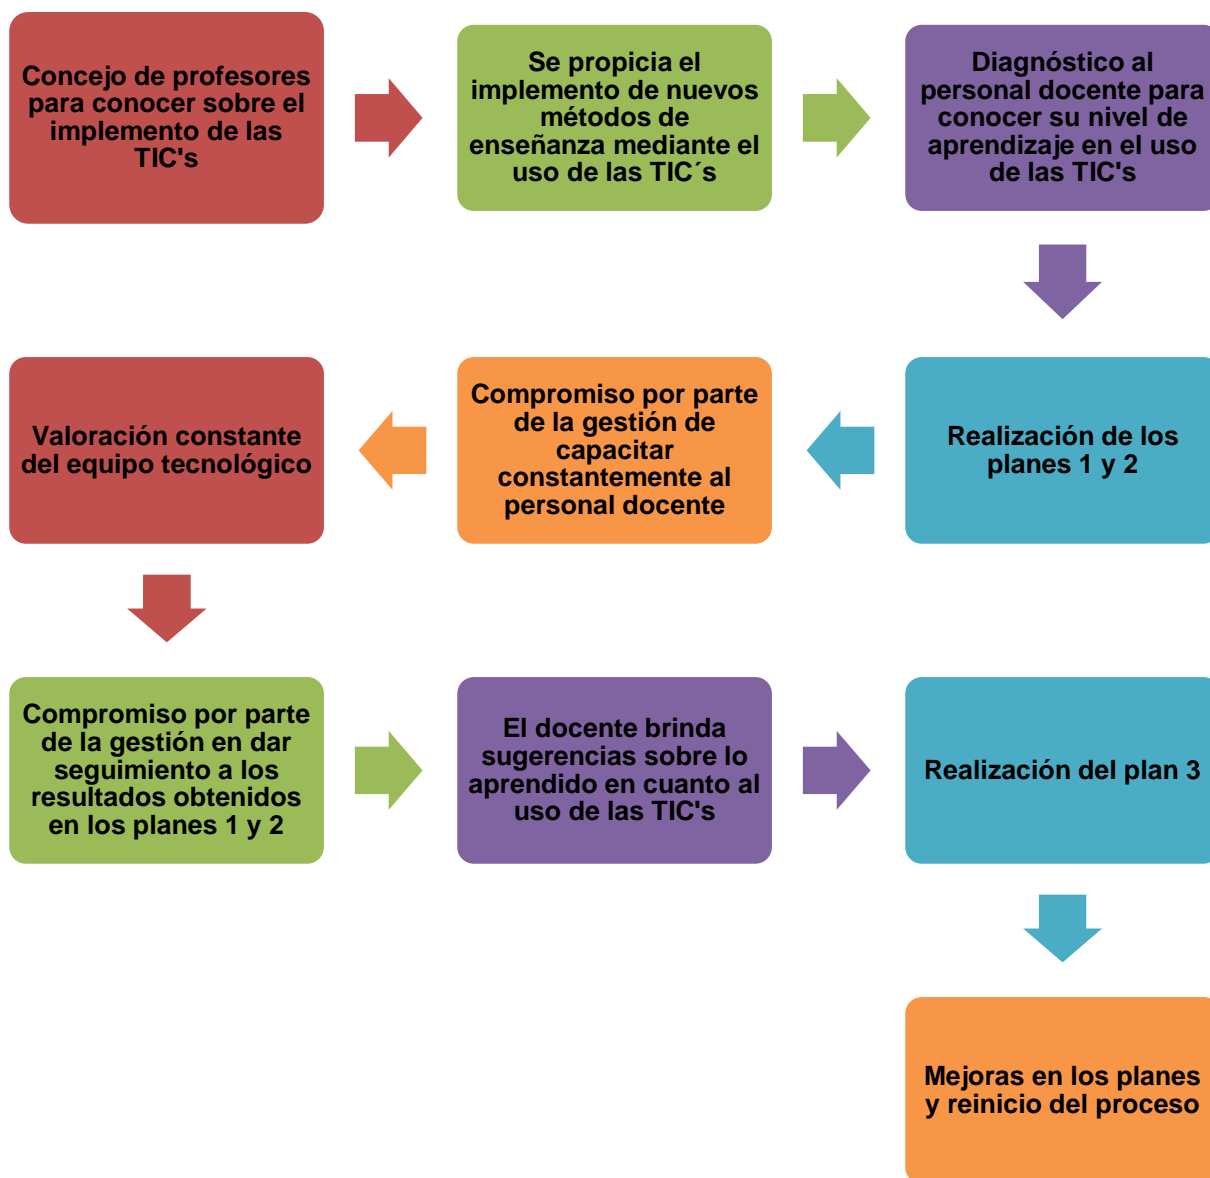 Concejo de profesores
para conocer sobre el
implemento de las
TIC's
Se propicia el
implemento de nuevos
métodos de
enseñanza mediante el
uso de las TIC´s
Diagnóstico al
personal docente para
conocer su nivel de
aprendizaje en el uso
de las TIC's
Realización de los
planes 1 y 2
Compromiso por parte
de la gestión de
capacitar
constantemente al
personal docente
Valoración constante
del equipo tecnológico
Compromiso por parte
de la gestión en dar
seguimiento a los
resultados obtenidos
en los planes 1 y 2
El docente brinda
sugerencias sobre lo
aprendido en cuanto al
uso de las TIC's
Realización del plan 3
Mejoras en los planes
y reinicio del proceso